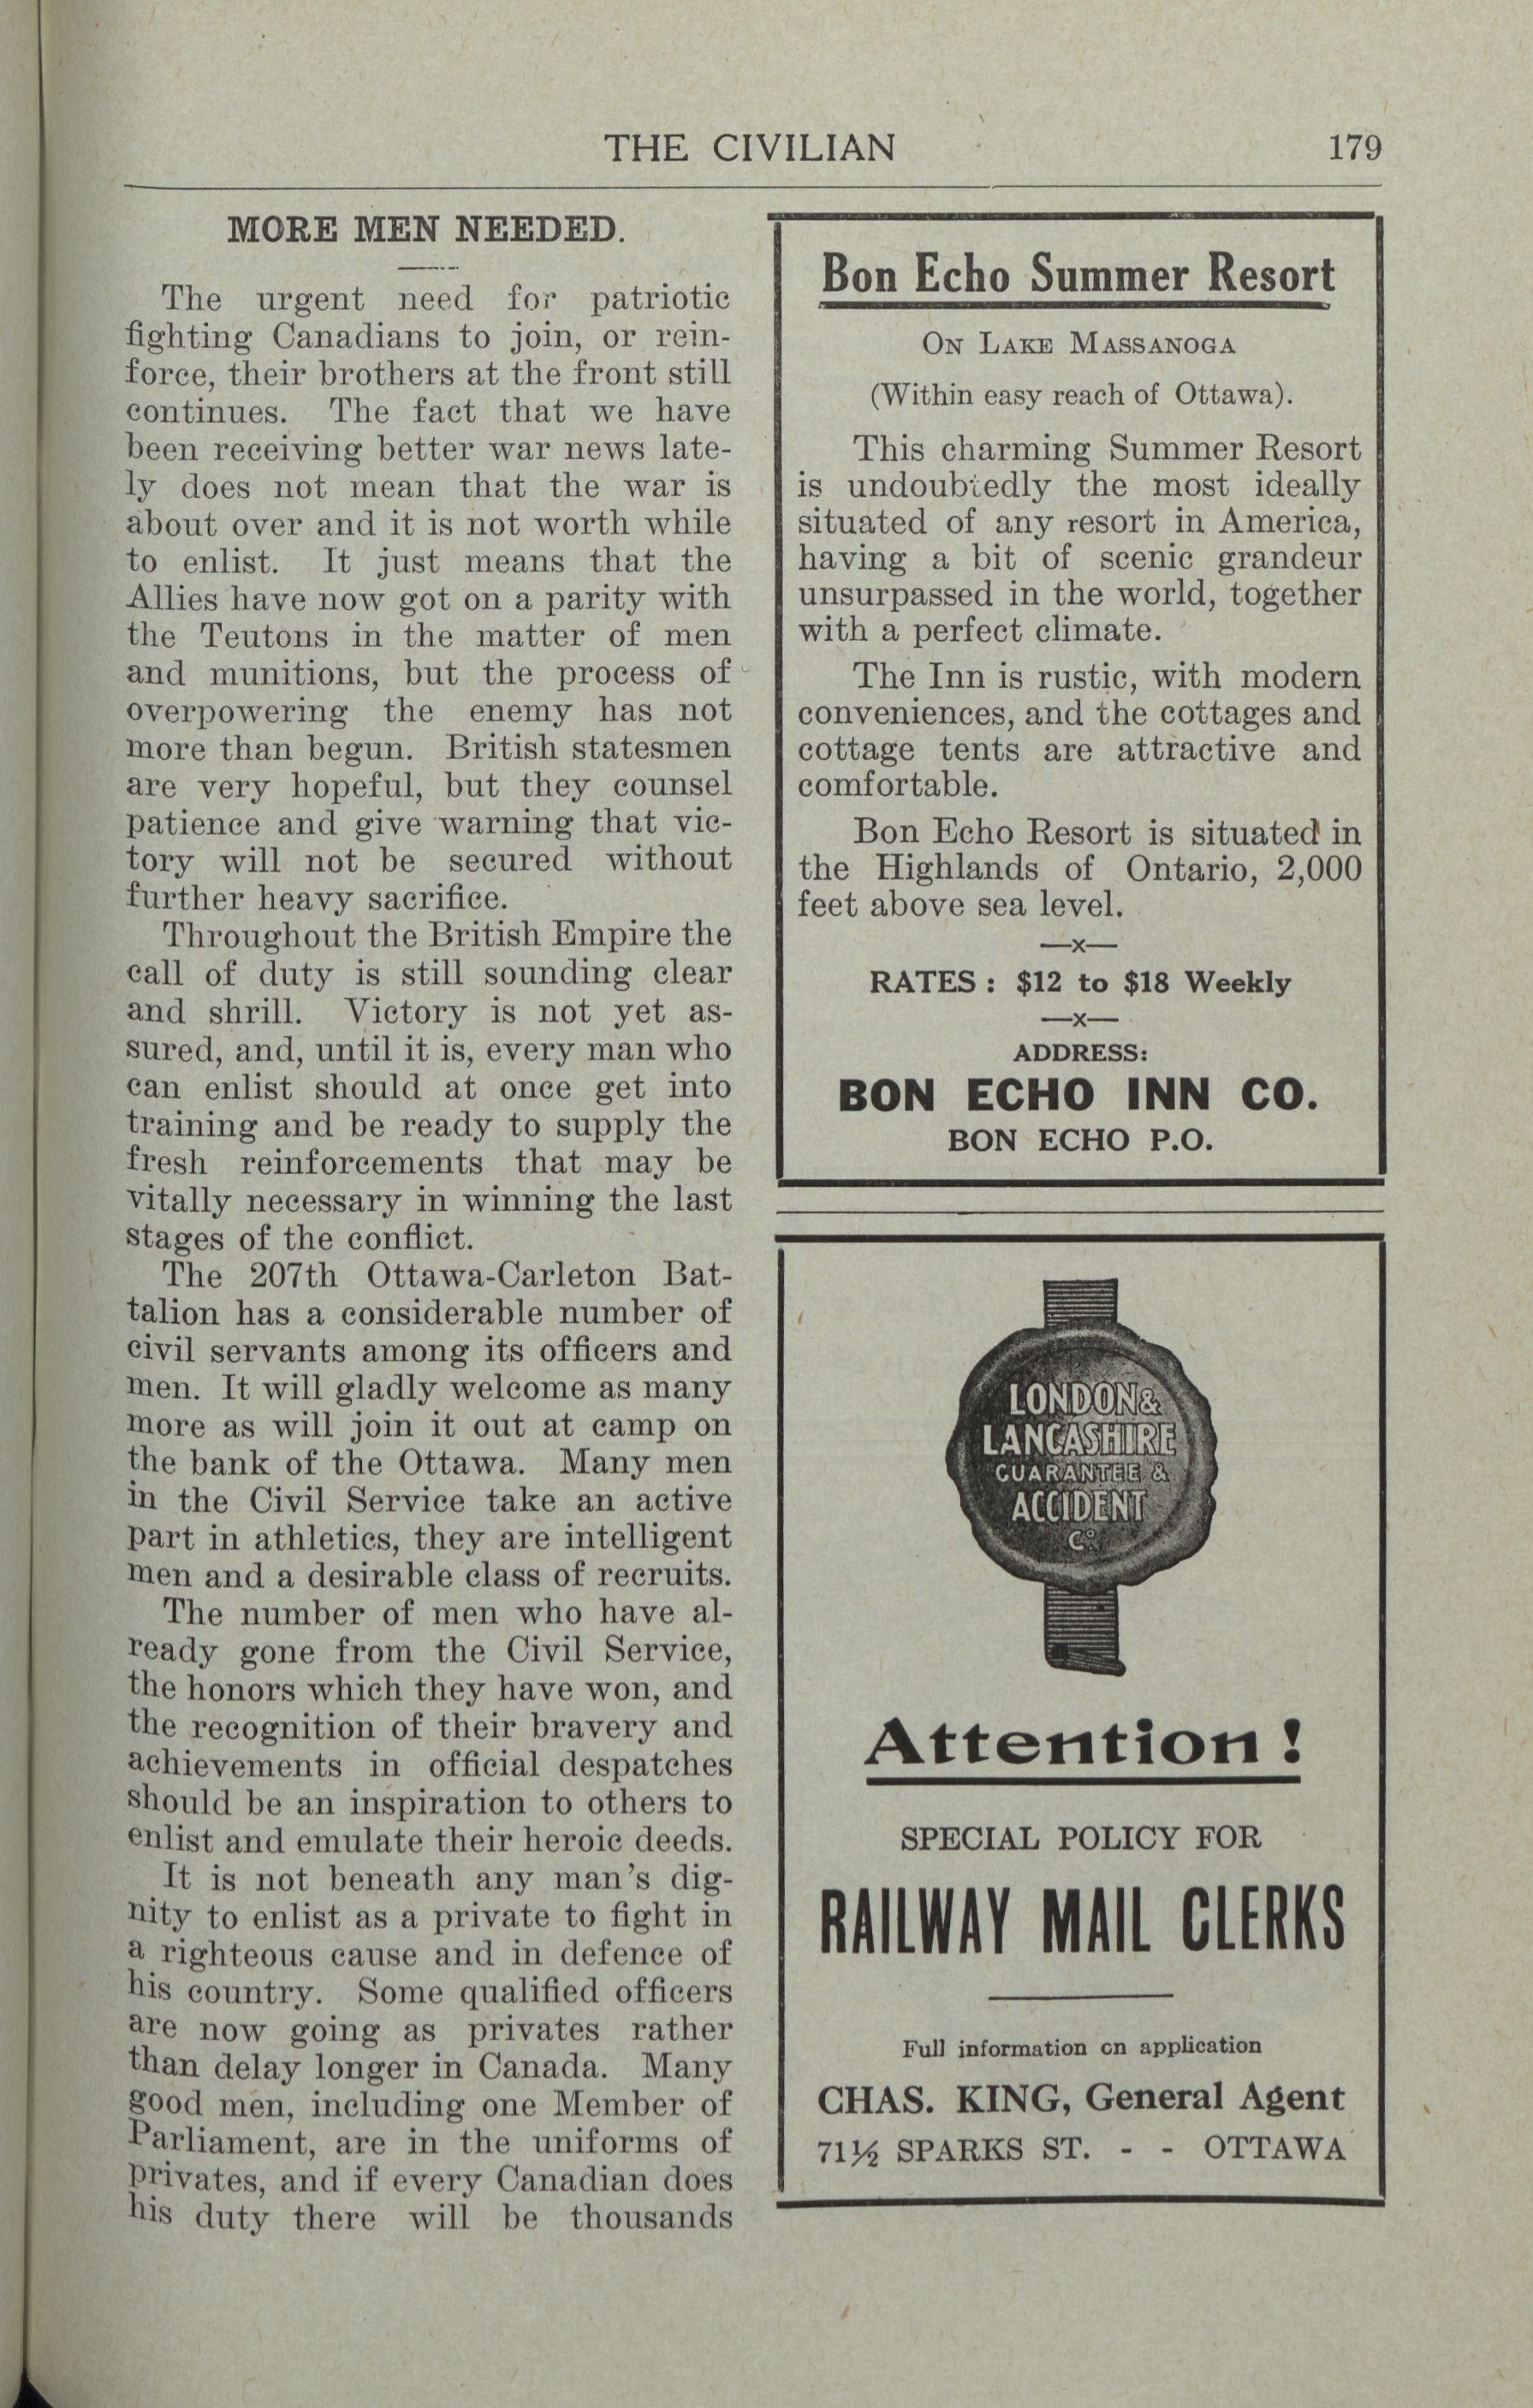 THE CIVILIAN 179
MORE MEN NEEDED.
The urgent need for patriotic
fighting Canadians to join, or rein-
force, their brothers at the front still
continues. The fact that we have
been receiving better war news late-
ly does not mean that the war is
about over and it is not worth while
to enlist. It just means that the
Allies have now got on a parity with
the Teutons in the matter of men
and munitions, but the process of
overpowering the enemy has not
more than begun. British statesmen
are very hopeful, but they counsel
patience and give warning that vic-
tory will not be secured without
further heavy sacrifice.
Throughout the British Empire the
call of duty is still sounding clear
and shrill. Victory is not yet as-
sured, and, until it is, every man who
can enlist should at once get into
training and be ready to supply the
fresh reinforcements that may be
vitally necessary in winning the last
stages of the conflict.
The 207th Ottawa-Carleton Bat-
talion has a considerable number of
civil servants among its officers and
men. It will gladly welcome as many
more as will join it out at camp on
the bank of the Ottawa. Many men
in the Civil Service take an active
part in athletics, they are intelligent
men and a desirable class of recruits.
The number of men who have al-
ready gone from the Civil Service,
the honors which they have won, and
the recognition of their bravery and
achievements in official despatches
should be an inspiration to others to
enlist and emulate their heroic deeds.
It is not beneath any man's dig-
nity to enlist as a private to fight in
a righteous cause and in defence of
his country. Some qualified officers
are now going as privates rather
than delay longer in Canada. Many
good men, including one Member of
Parliament, are in the uniforms of
privates, and if every Canadian does
his duty there will be thousands
Bon Echo Summer Resort
ON LAKE MASSANOGA
(Within easy reach of Ottawa).
This charming Summer Resort
is undoubtedly the most ideally
situated of any resort in America,
having a bit of scenic grandeur
unsurpassed in the world, together
with a perfect climate.
The Inn is rustic, with modern
conveniences, and the cottages and
cottage tents are attractive and
comfortable.
Bon Echo Resort is situated in
the Highlands of Ontario, 2,000
feet above sea level.
—x—
RATES : $12 to $18 Weekly
—x—
ADDRESS:
BON ECHO INN CO.
BON ECHO P.O.
LONDON &
LANCASHIRE
GUARANTEE &
ACCIDENT
Co.
Attention !
SPECIAL POLICY FOR
RAILWAY MAIL CLERKS
Full information on application
CHAS. KING, General Agent
71½ SPARKS ST. - - OTTAWA